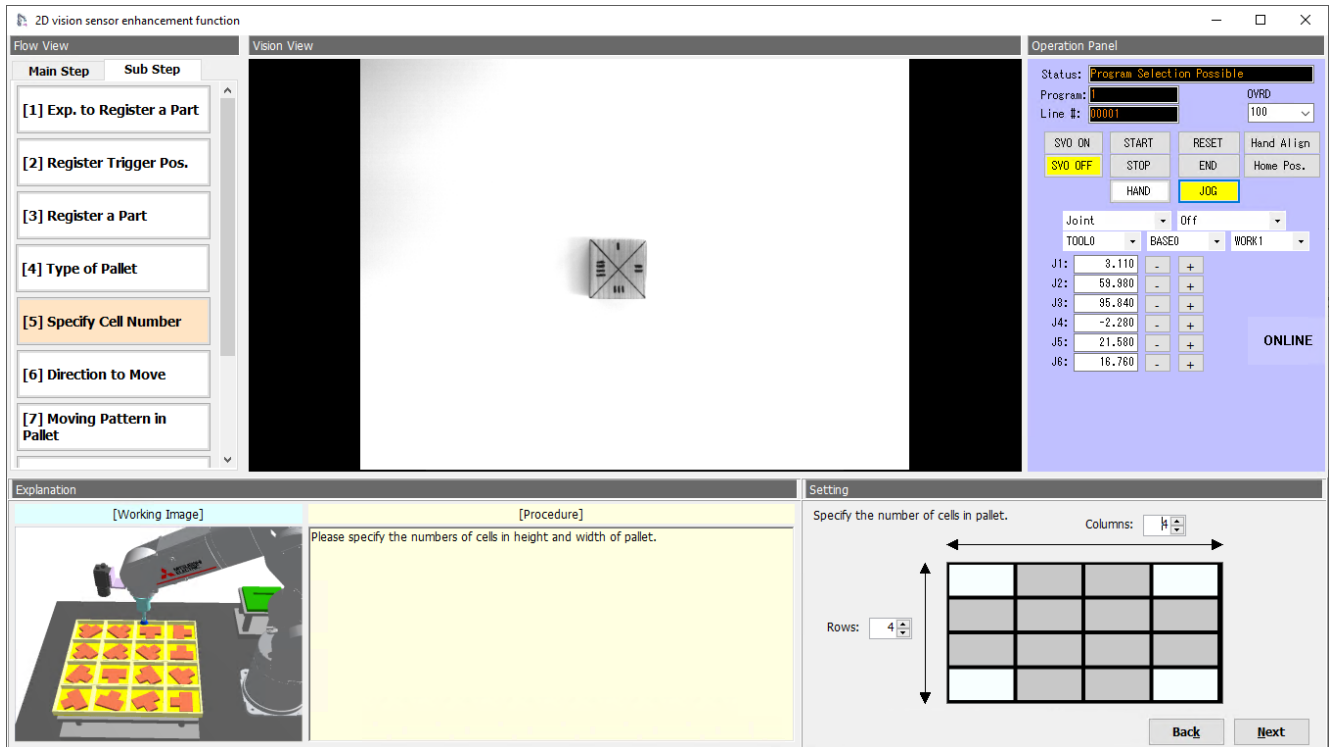 2D vision sensor enhancement function
Flow View
Main Step
Sub Step
[1] Exp. to Register a Part
[2] Register Trigger Pos.
[3] Register a Part
[4] Type of Pallet
[5] Specify Cell Number
[6] Direction to Move
[7] Moving Pattern in
Pallet
Vision View
Operation Panel
Status: Program Selection Possible
Program: 1
OVRD
Line #: 00001
100
SVO ON START RESET Hand Align
SVO OFF STOP END Home Pos.
HAND JOG
Joint Off
TOOL0 BASE0 WORK1
J1: 3.110 - +
J2: 59.980 - +
J3: 95.840 - +
J4: -2.280 - +
J5: 21.580 - +
J6: 16.760 - +
ONLINE
Explanation
[Working Image]
MITSUBISHI
ELECTRIC
[Procedure]
Please specify the numbers of cells in height and width of pallet.
Setting
Specify the number of cells in pallet.
Columns: 4
Rows: 4
Back Next